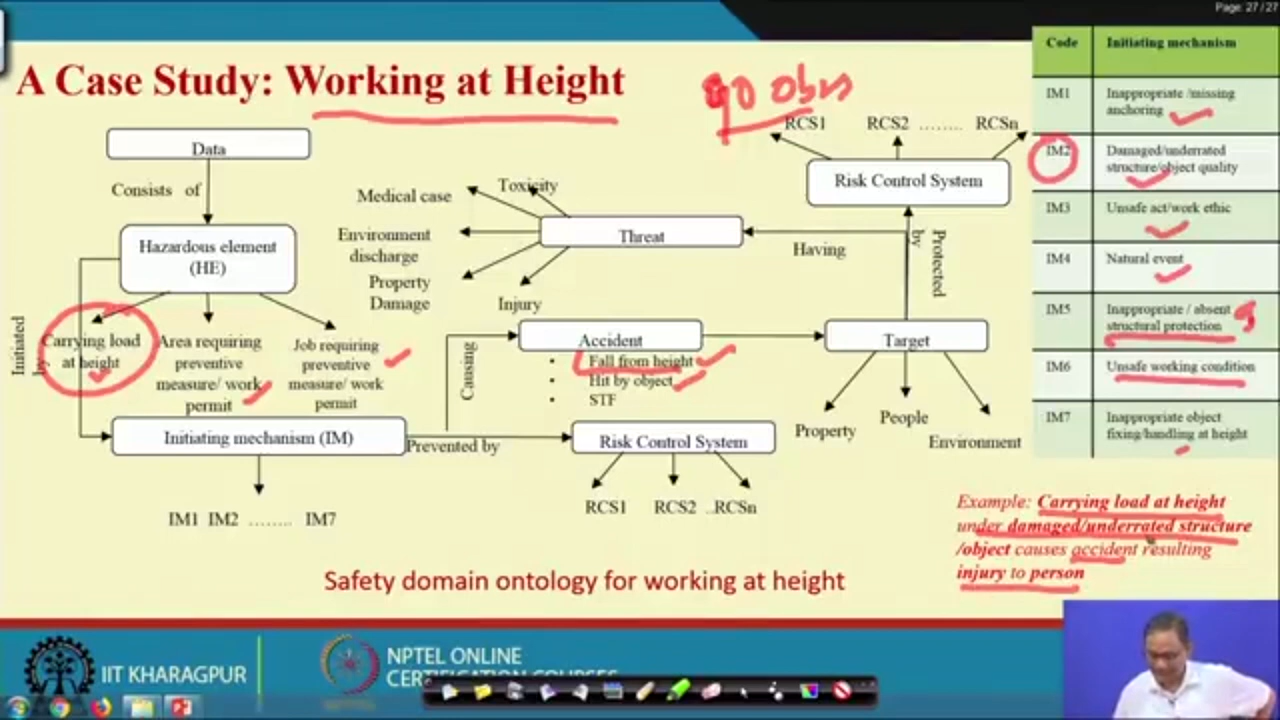 Page: 27 / 27
A Case Study: Working at Height
90 obvs
Data
Consists of
Hazardous element
(HE)
Initiated
by
Carrying load
at height
Area requiring
preventive
measure/ work
permit
Job requiring
preventive
measure/ work
permit
Initiating mechanism (IM)
IM1 IM2 ........ IM7
Medical case
Toxicity
Environment
discharge
Property
Damage
Injury
Threat
Having
Causing
Accident
• Fall from height
• Hit by object
• STF
Prevented by
Risk Control System
RCS1 RCS2 ..RCSn
RCS1 RCS2 ........ RCSn
Risk Control System
Protected
by
Target
Property
People
Environment
Code Initiating mechanism
IM1 Inappropriate /missing
anchoring
IM2 Damaged/underrated
structure/object quality
IM3 Unsafe act/work ethic
IM4 Natural event
IM5 Inappropriate / absent
structural protection
IM6 Unsafe working condition
IM7 Inappropriate object
fixing/handling at height
Example: Carrying load at height
under damaged/underrated structure
/object causes accident resulting
injury to person
Safety domain ontology for working at height
IIT KHARAGPUR
NPTEL ONLINE
CERTIFICATION COURSES